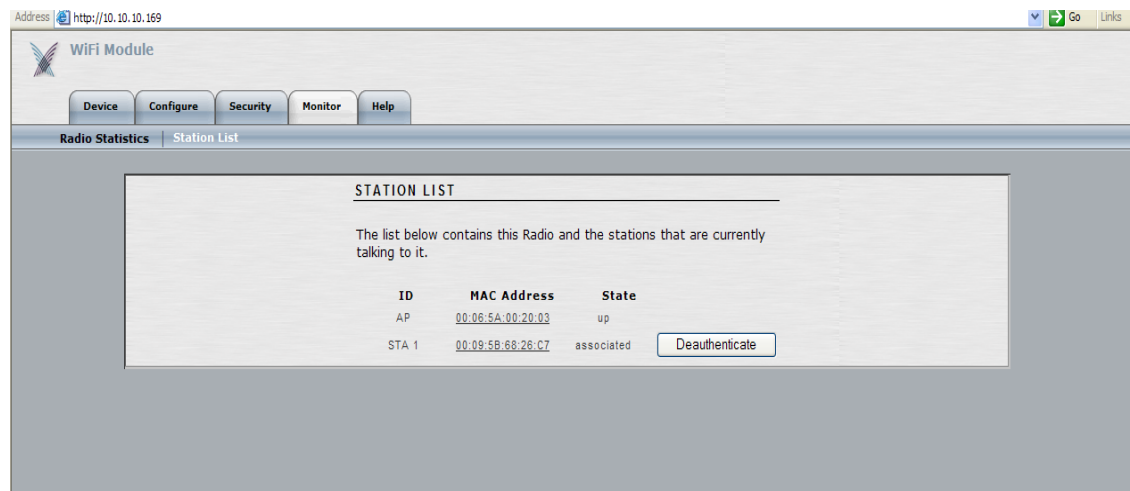 Address http://10.10.10.169 Go Links
WiFi Module
Device Configure Security Monitor Help
Radio Statistics Station List
STATION LIST
The list below contains this Radio and the stations that are currently
talking to it.
ID MAC Address State
AP 00:06:5A:00:20:03 up
STA 1 00:09:5B:68:26:C7 associated Deauthenticate